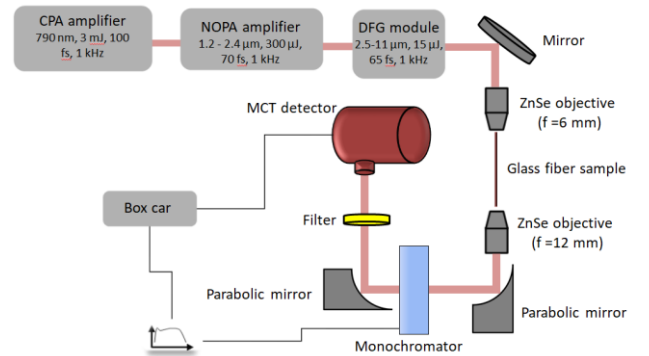 CPA amplifier
790 nm, 3 mJ, 100
fs, 1 kHz
NOPA amplifier
1.2 - 2.4 µm, 300 µJ,
70 fs, 1 kHz
DFG module
2.5-11 µm, 15 µJ,
65 fs, 1 kHz
Mirror
MCT detector
ZnSe objective
(f =6 mm)
Glass fiber sample
Box car
Filter
ZnSe objective
(f =12 mm)
Parabolic mirror
Parabolic mirror
Monochromator